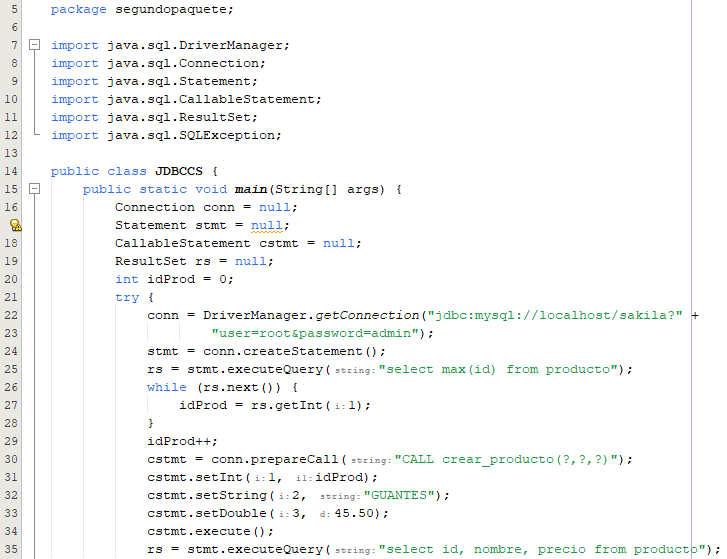 5 package segundopaquete;
6
7 import java.sql.DriverManager;
8 import java.sql.Connection;
9 import java.sql.Statement;
10 import java.sql.CallableStatement;
11 import java.sql.ResultSet;
12 import java.sql.SQLException;
13
14 public class JDBCCS {
15 public static void main(String[] args) {
16 Connection conn = null;
Statement stmt = null;
18 CallableStatement cstmt = null;
19 ResultSet rs = null;
20 int idProd = 0;
21 try {
22 conn = DriverManager.getConnection("jdbc:mysql://localhost/sakila?" +
23 "user=root&password=admin");
24 stmt = conn.createStatement();
25 rs = stmt.executeQuery(string:"select max(id) from producto");
26 while (rs.next()) {
27 idProd = rs.getInt(i:1);
28 }
29 idProd++;
30 cstmt = conn.prepareCall(string:"CALL crear_producto(?,?,?)");
31 cstmt.setInt(i:1, i1:idProd);
32 cstmt.setString(i:2, string:"GUANTES");
33 cstmt.setDouble(i:3, d:45.50);
34 cstmt.execute();
35 rs = stmt.executeQuery(string:"select id, nombre, precio from producto");